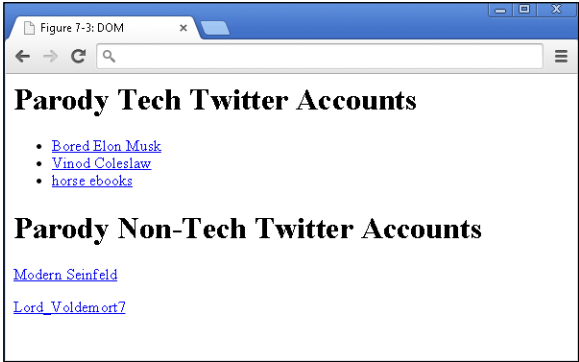 Figure 7-3: DOM
Parody Tech Twitter Accounts
Bored Elon Musk
Vinod Coleslaw
horse ebooks
Parody Non-Tech Twitter Accounts
Modern Seinfeld
Lord_Voldemort7